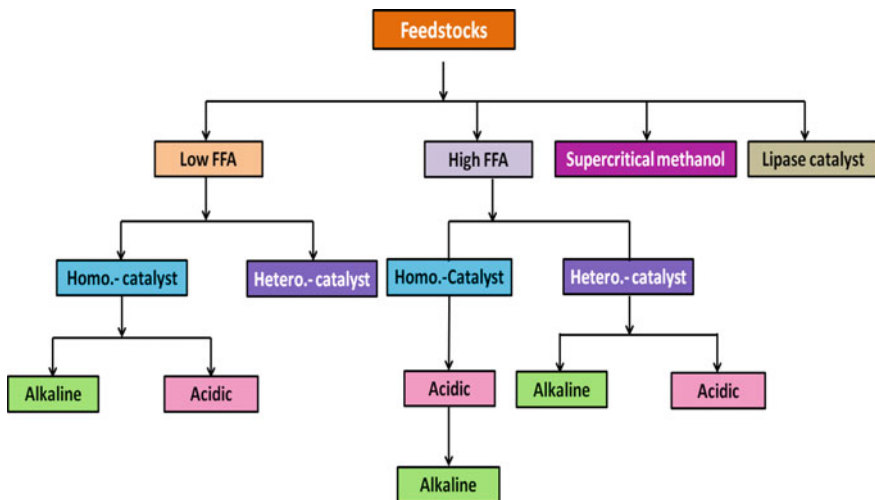 Feedstocks
Low FFA
High FFA
Supercritical methanol
Lipase catalyst
Homo.- catalyst
Hetero.- catalyst
Homo.-Catalyst
Hetero.- catalyst
Alkaline
Acidic
Acidic
Alkaline
Acidic
Alkaline